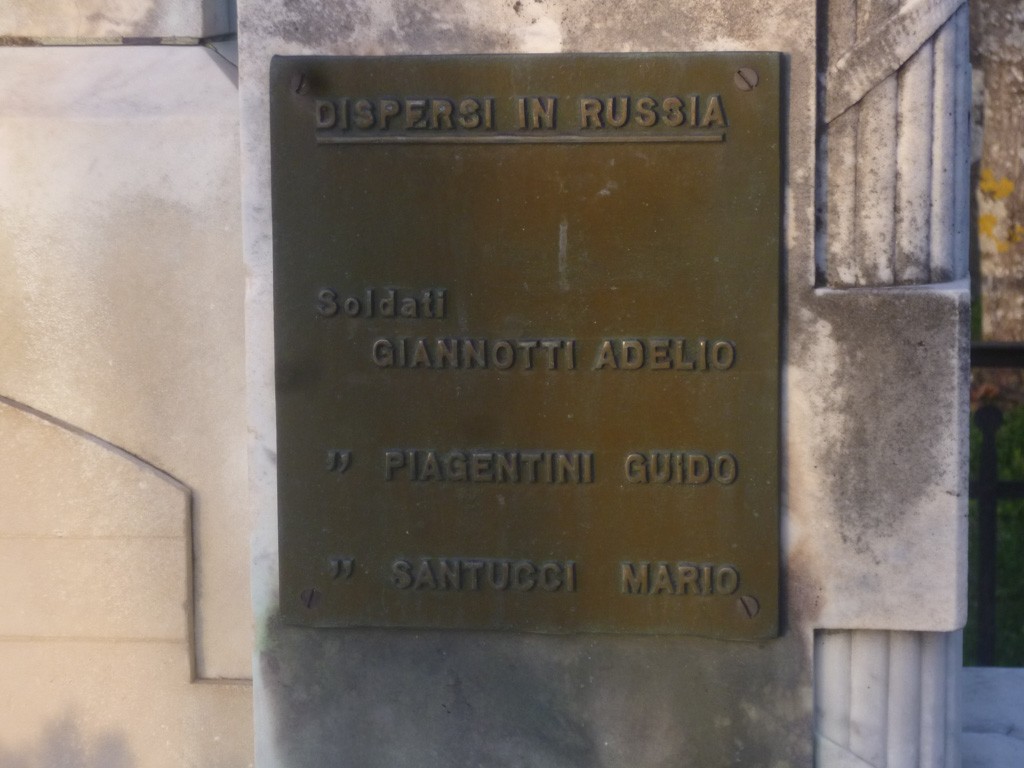 DISPERSI IN RUSSIA
Soldati
GIANNOTTI ADELIO
" PIAGENTINI GUIDO
" SANTUCCI MARIO